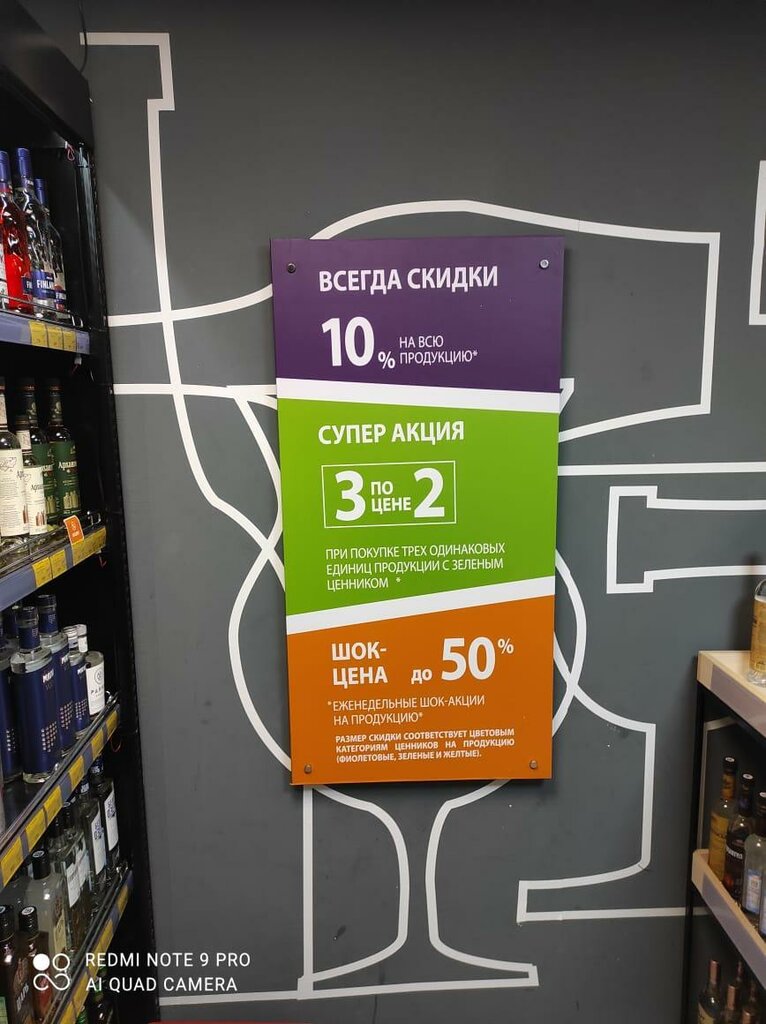 ВСЕГДА СКИДКИ
10% НА ВСЮ
ПРОДУКЦИЮ*
СУПЕР АКЦИЯ
3 ПО ЦЕНЕ 2
ПРИ ПОКУПКЕ ТРЕХ ОДИНАКОВЫХ
ЕДИНИЦ ПРОДУКЦИИ С ЗЕЛЕНЫМ
ЦЕННИКОМ *
ШОК-
ЦЕНА ДО 50%
*ЕЖЕНЕДЕЛЬНЫЕ ШОК-АКЦИИ
НА ПРОДУКЦИЮ*
РАЗМЕР СКИДКИ СООТВЕТСТВУЕТ ЦВЕТОВЫМ
КАТЕГОРИЯМ ЦЕННИКОВ НА ПРОДУКЦИЮ
(ФИОЛЕТОВЫЕ, ЗЕЛЕНЫЕ И ЖЕЛТЫЕ).
REDMI NOTE 9 PRO
AI QUAD CAMERA